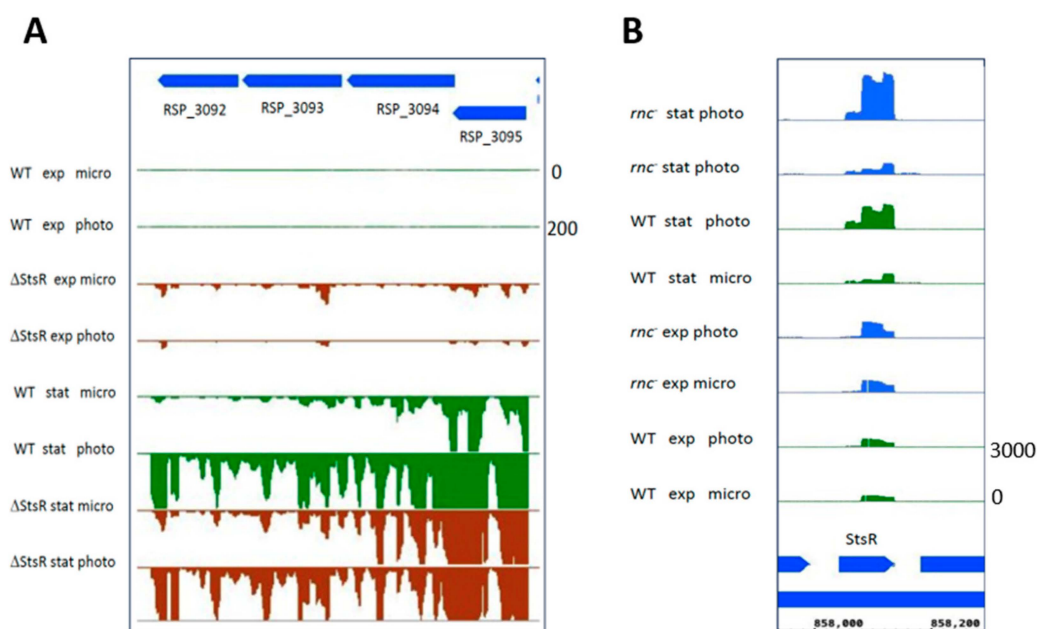 A
RSP_3092
RSP_3093
RSP_3094
RSP_3095
WT exp micro
0
WT exp photo
200
ΔStsR exp micro
ΔStsR exp photo
WT stat micro
WT stat photo
ΔStsR stat micro
ΔStsR stat photo
B
rnc⁻ stat photo
rnc⁻ stat photo
WT stat photo
WT stat micro
rnc⁻ exp photo
rnc⁻ exp micro
WT exp photo
3000
WT exp micro
0
StsR
858,000 858,200